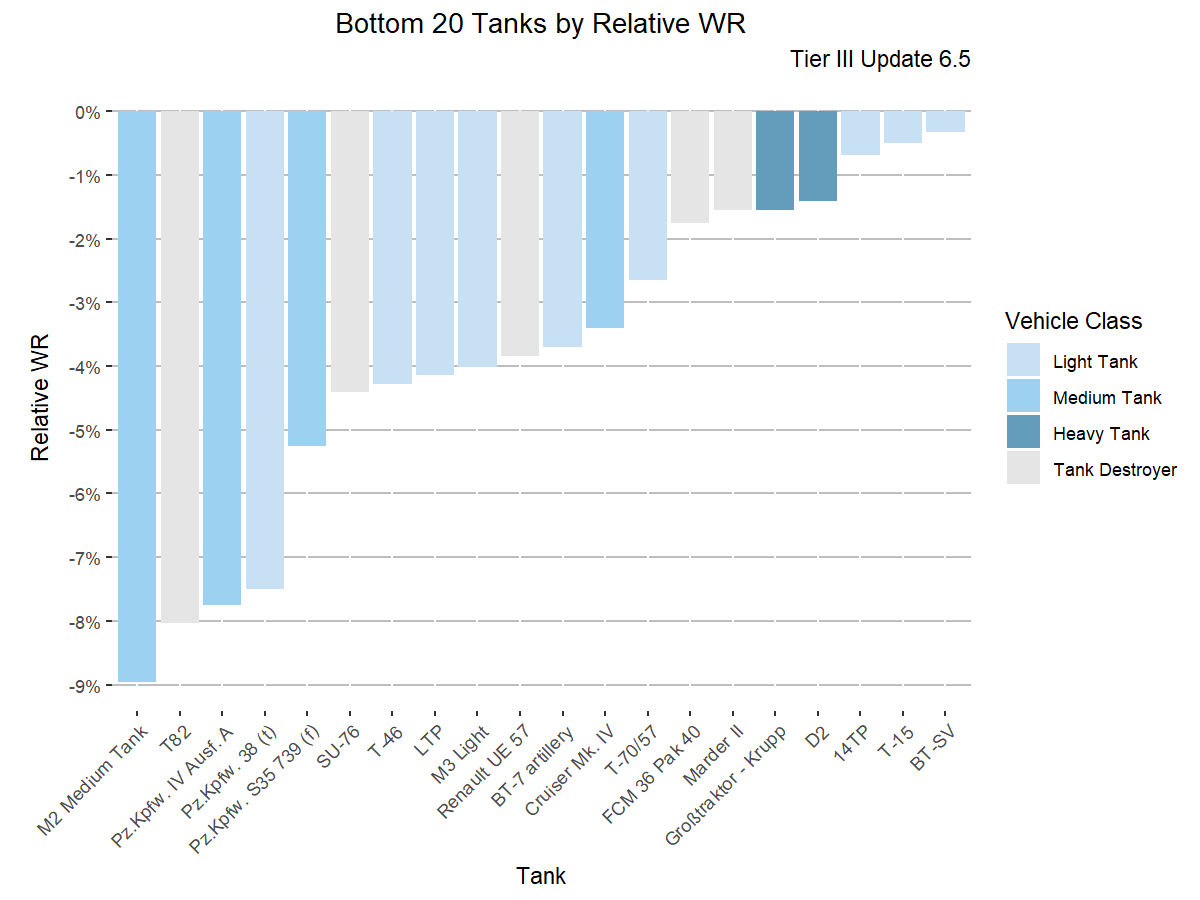 Bottom 20 Tanks by Relative WR
Tier III Update 6.5
0%
-1%
-2%
-3%
-4%
-5%
-6%
-7%
-8%
-9%
Relative WR
M2 Medium Tank
T82
Pz.Kpfw. IV Ausf. A
Pz.Kpfw. 38 (t)
Pz.Kpfw. S35 739 (f)
SU-76
T-46
LTP
M3 Light
Renault UE 57
BT-7 artillery
Cruiser Mk. IV
T-70/57
FCM 36 Pak 40
Marder II
Großtraktor - Krupp
D2
14TP
T-15
BT-SV
Tank
Vehicle Class
Light Tank
Medium Tank
Heavy Tank
Tank Destroyer